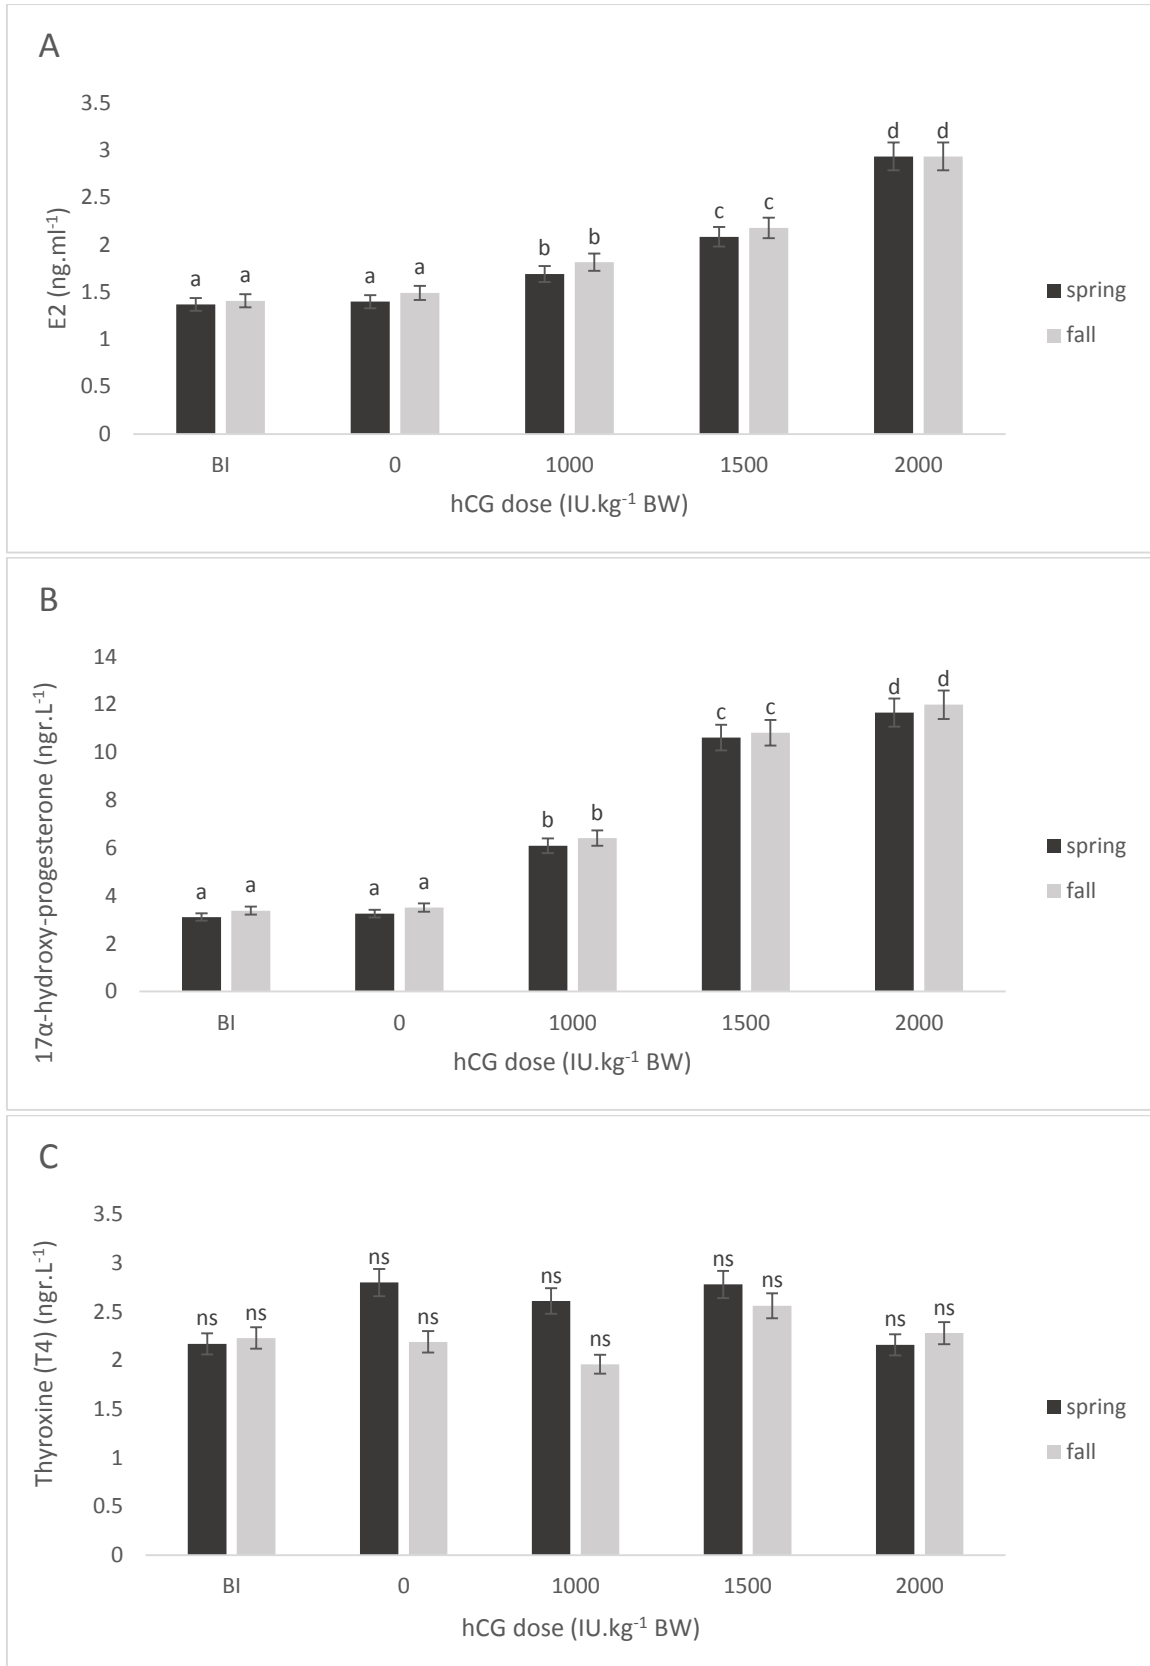 A
3.5
3
2.5
2
1.5
1
0.5
0
E2 (ng.ml⁻¹)
a a a a b b c c d d
BI 0 1000 1500 2000
hCG dose (IU.kg⁻¹ BW)
spring
fall
B
14
12
10
8
6
4
2
0
17α-hydroxy-progesterone (ngr.L⁻¹)
a a a a b b c c d d
BI 0 1000 1500 2000
hCG dose (IU.kg⁻¹ BW)
spring
fall
C
3.5
3
2.5
2
1.5
1
0.5
0
Thyroxine (T4) (ngr.L⁻¹)
ns ns ns ns ns ns ns ns ns ns
BI 0 1000 1500 2000
hCG dose (IU.kg⁻¹ BW)
spring
fall